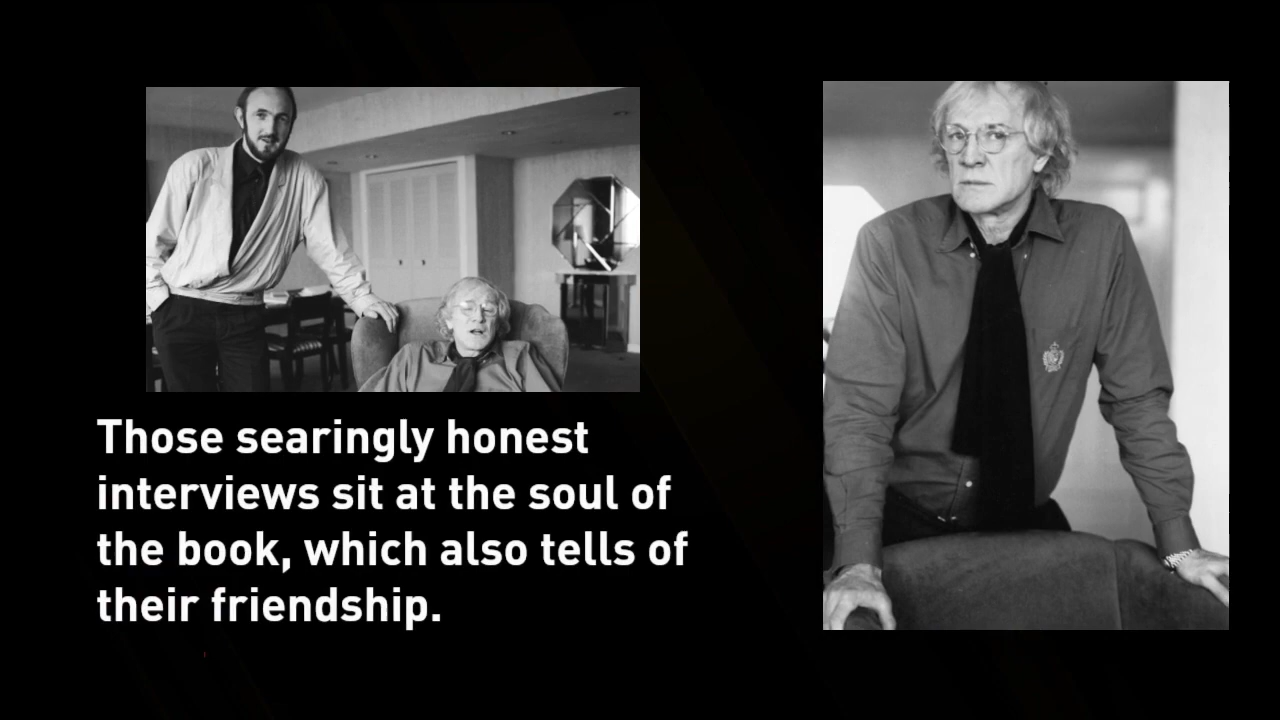 Those searingly honest
interviews sit at the soul of
the book, which also tells of
their friendship.